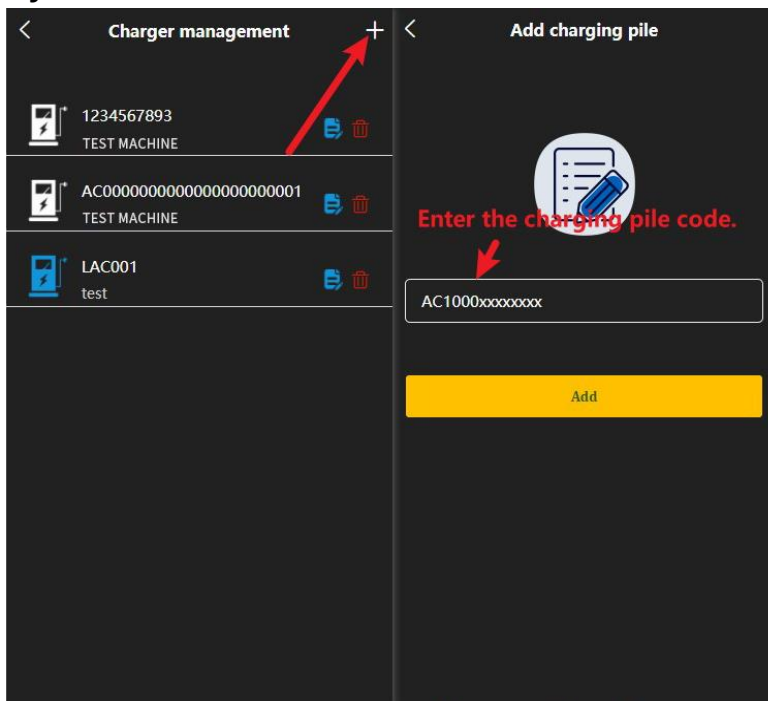 Charger management
1234567893
TEST MACHINE
AC0000000000000000000001
TEST MACHINE
LAC001
test
Add charging pile
Enter the charging pile code.
AC1000xxxxxxxx
Add